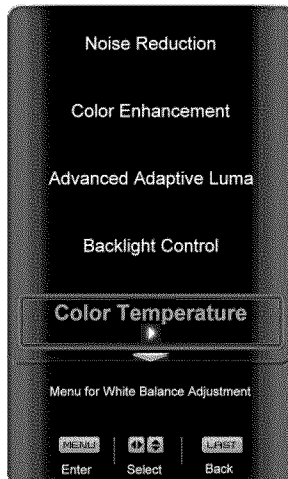 Noise Reduction
Color Enhancement
Advanced Adaptive Luma
Backlight Control
Color Temperature
Menu for White Balance Adjustment
MENU LAST
Enter Select Back